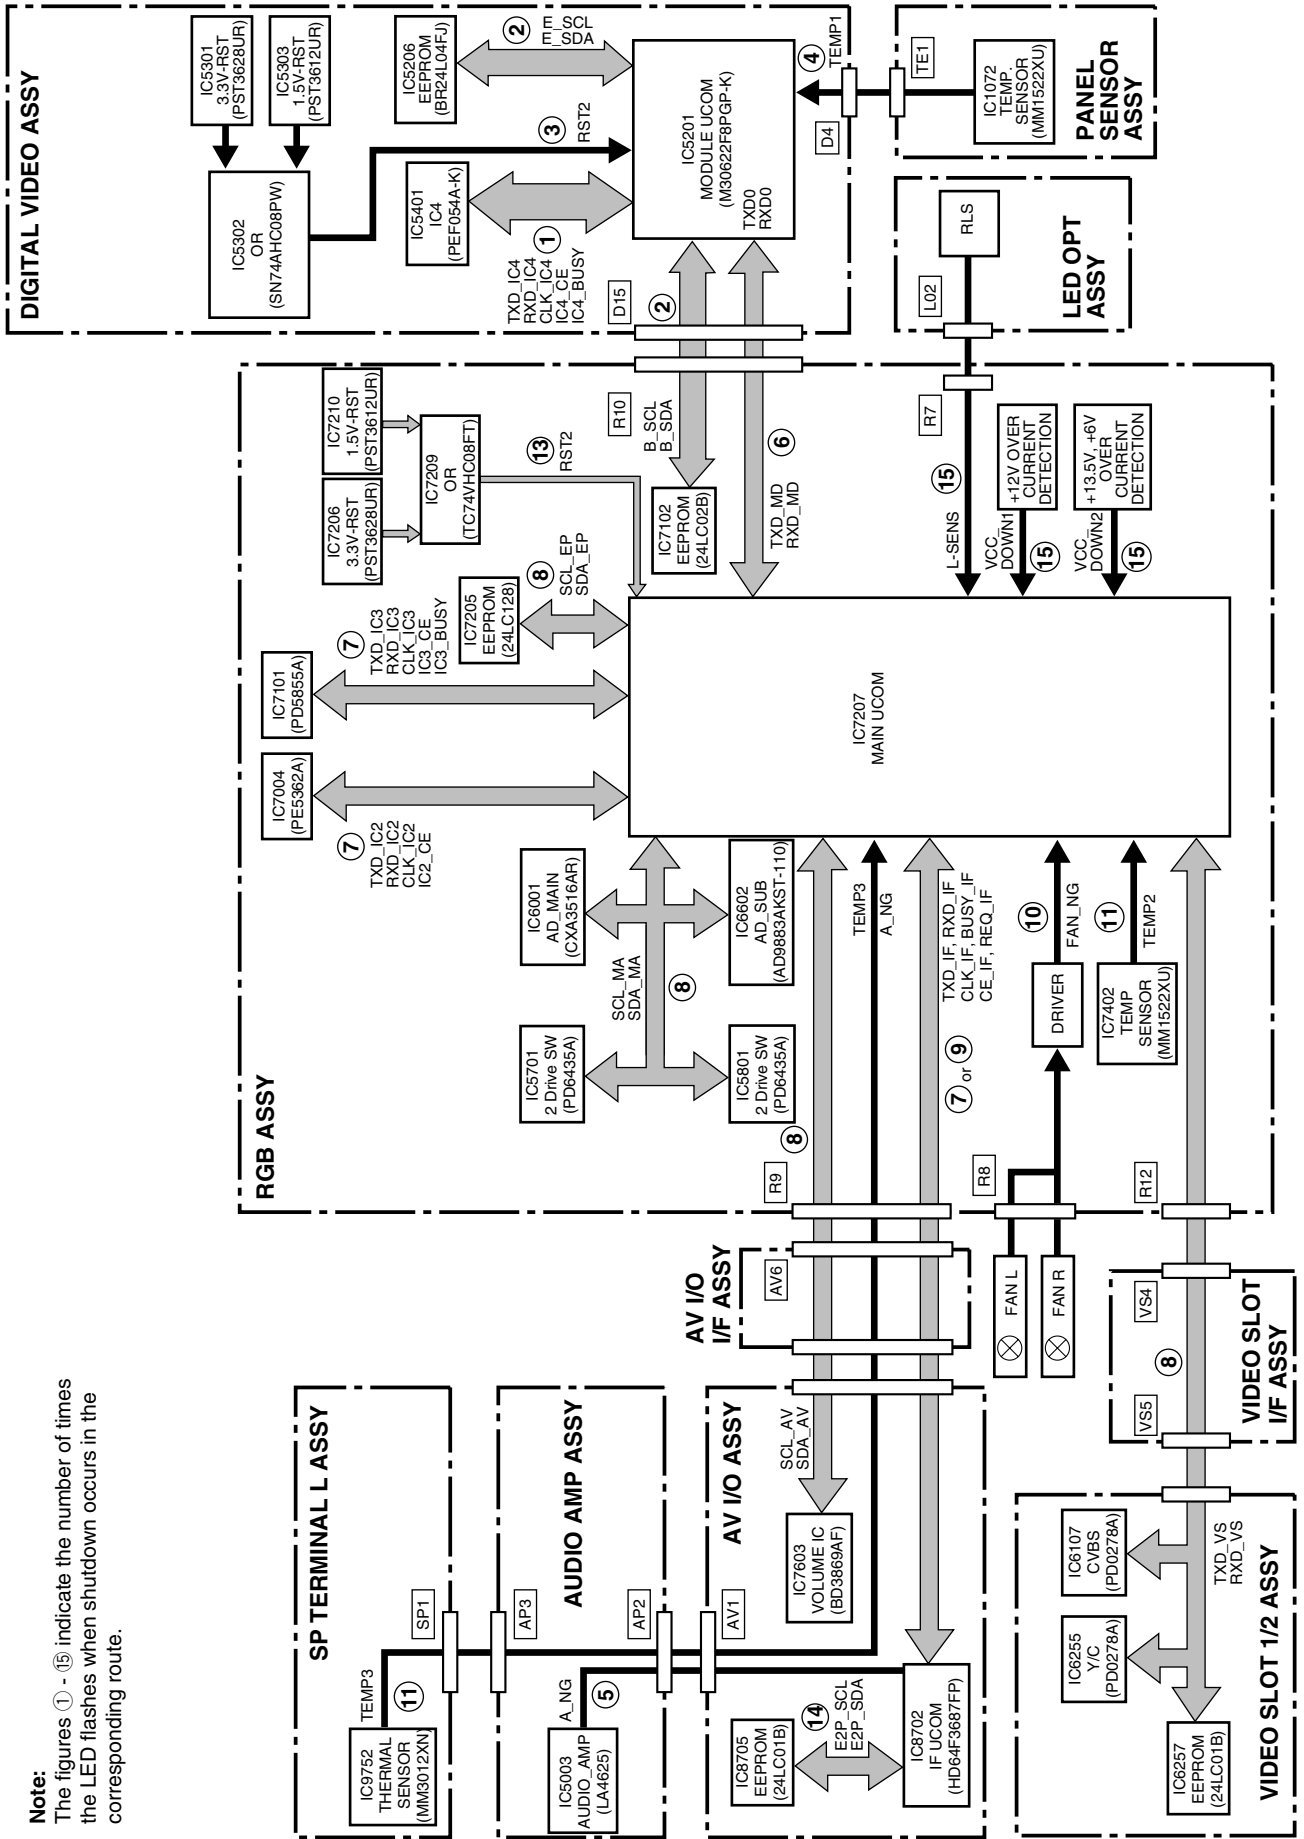 Note:
The figures ① - ⑮ indicate the number of times
the LED flashes when shutdown occurs in the
corresponding route.
SP TERMINAL L ASSY
IC9752
THERMAL
SENSOR
(MM3012XN)
TEMP3
⑪
SP1
AUDIO AMP ASSY
AP3
IC5003
AUDIO_AMP
(LA4625)
A_NG
⑤
AP2
AV I/O ASSY
AV1
IC8705
EEPROM
(24LC01B)
⑭
E2P_SCL
E2P_SDA
IC8702
IF UCOM
(HD64F3687FP)
IC7603
VOLUME IC
(BD3869AF)
SCL_AV
SDA_AV
AV I/O
I/F ASSY
AV6
FAN L
FAN R
VIDEO SLOT 1/2 ASSY
IC6257
EEPROM
(24LC01B)
IC6255
Y/C
(PD0278A)
IC6107
CVBS
(PD0278A)
TXD_VS
RXD_VS
VIDEO SLOT
I/F ASSY
VS5
⑧
VS4
RGB ASSY
R9
⑧
R8
R12
IC5701
2 Drive SW
(PD6435A)
IC5801
2 Drive SW
(PD6435A)
SCL_MA
SDA_MA
⑧
IC6001
AD_MAIN
(CXA3516AR)
IC6602
AD_SUB
(AD9883AKST-110)
TEMP3
A_NG
⑦ or ⑨
TXD_IF, RXD_IF
CLK_IF, BUSY_IF
CE_IF, REQ_IF
DRIVER
⑩
FAN_NG
IC7402
TEMP
SENSOR
(MM1522XU)
⑪
TEMP2
IC7004
(PE5362A)
⑦
TXD_IC2
RXD_IC2
CLK_IC2
IC2_CE
IC7101
(PD5855A)
⑦
TXD_IC3
RXD_IC3
CLK_IC3
IC3_CE
IC3_BUSY
IC7205
EEPROM
(24LC128)
⑧
SCL_EP
SDA_EP
IC7206
3.3V-RST
(PST3628UR)
IC7210
1.5V-RST
(PST3612UR)
IC7209
OR
(TC74VHC08FT)
⑬
RST2
IC7207
MAIN UCOM
IC7102
EEPROM
(24LC02B)
R10
B_SCL
B_SDA
⑥
TXD_MD
RXD_MD
R7
⑮
L-SENS
+12V OVER
CURRENT
DETECTION
VCC_
DOWN1
⑮
+13.5V, +6V
OVER
CURRENT
DETECTION
VCC_
DOWN2
⑮
DIGITAL VIDEO ASSY
IC5301
3.3V-RST
(PST3628UR)
IC5303
1.5V-RST
(PST3612UR)
IC5302
OR
(SN74AHC08PW)
③
RST2
IC5206
EEPROM
(BR24L04FJ)
②
E_SCL
E_SDA
IC5401
IC4
(PEF054A-K)
①
TXD_IC4
RXD_IC4
CLK_IC4
IC4_CE
IC4_BUSY
IC5201
MODULE UCOM
(M30622F8PGP-K)
TXD0
RXD0
D15
②
④
TEMP1
D4
PANEL
SENSOR
ASSY
TE1
IC1072
TEMP.
SENSOR
(MM1522XU)
LED OPT
ASSY
L02
RLS